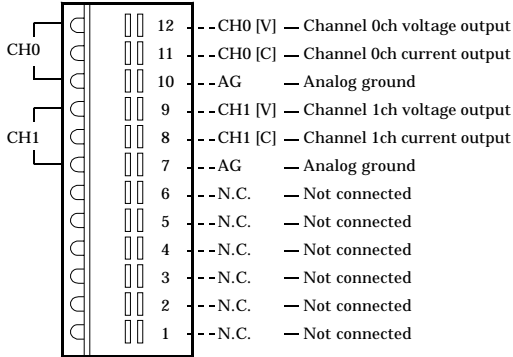 12 CH0 [V] — Channel 0ch voltage output
CH0 11 CH0 [C] — Channel 0ch current output
10 AG — Analog ground
9 CH1 [V] — Channel 1ch voltage output
CH1 8 CH1 [C] — Channel 1ch current output
7 AG — Analog ground
6 N.C. — Not connected
5 N.C. — Not connected
4 N.C. — Not connected
3 N.C. — Not connected
2 N.C. — Not connected
1 N.C. — Not connected